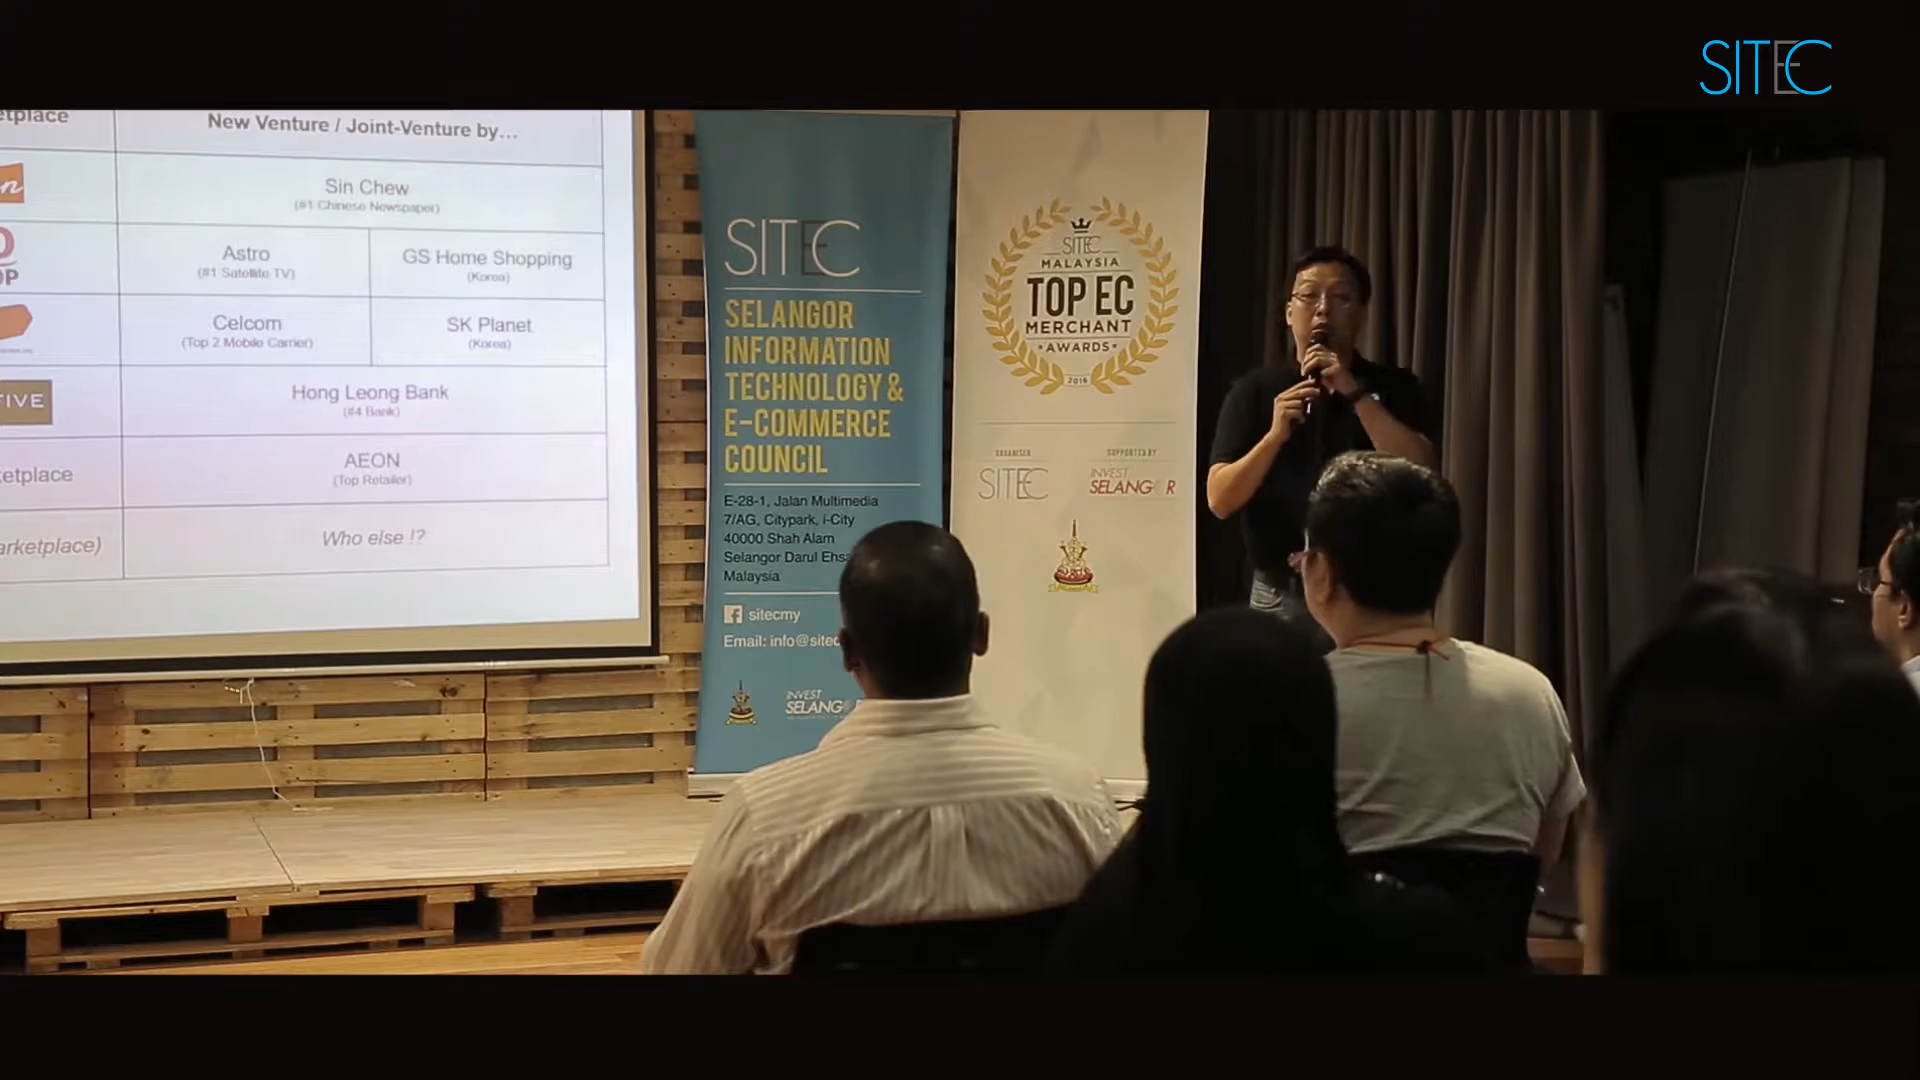 SITEC
etplace
New Venture / Joint-Venture by...
n
Sin Chew
(#1 Chinese Newspaper)
OP
Astro
(#1 Satellite TV)
GS Home Shopping
(Korea)
Celcom
(Top 2 Mobile Carrier)
SK Planet
(Korea)
IVE
Hong Leong Bank
(#4 Bank)
etplace
AEON
(Top Retailer)
arketplace)
Who else !?
SITEC
SELANGOR
INFORMATION
TECHNOLOGY &
E-COMMERCE
COUNCIL
E-28-1, Jalan Multimedia
7/AG, Citypark, i-City
40000 Shah Alam
Selangor Darul Ehsa
Malaysia
sitecmy
Email: info@sitec
INVEST
SELANGOR
SITEC
MALAYSIA
TOP EC
MERCHANT
AWARDS
2016
ORGANISER
SITEC
SUPPORTED BY
INVEST
SELANGOR